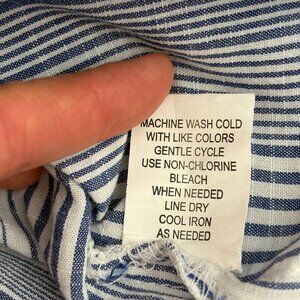 MACHINE WASH COLD
WITH LIKE COLORS
GENTLE CYCLE
USE NON-CHLORINE
BLEACH
WHEN NEEDED
LINE DRY
COOL IRON
AS NEEDED